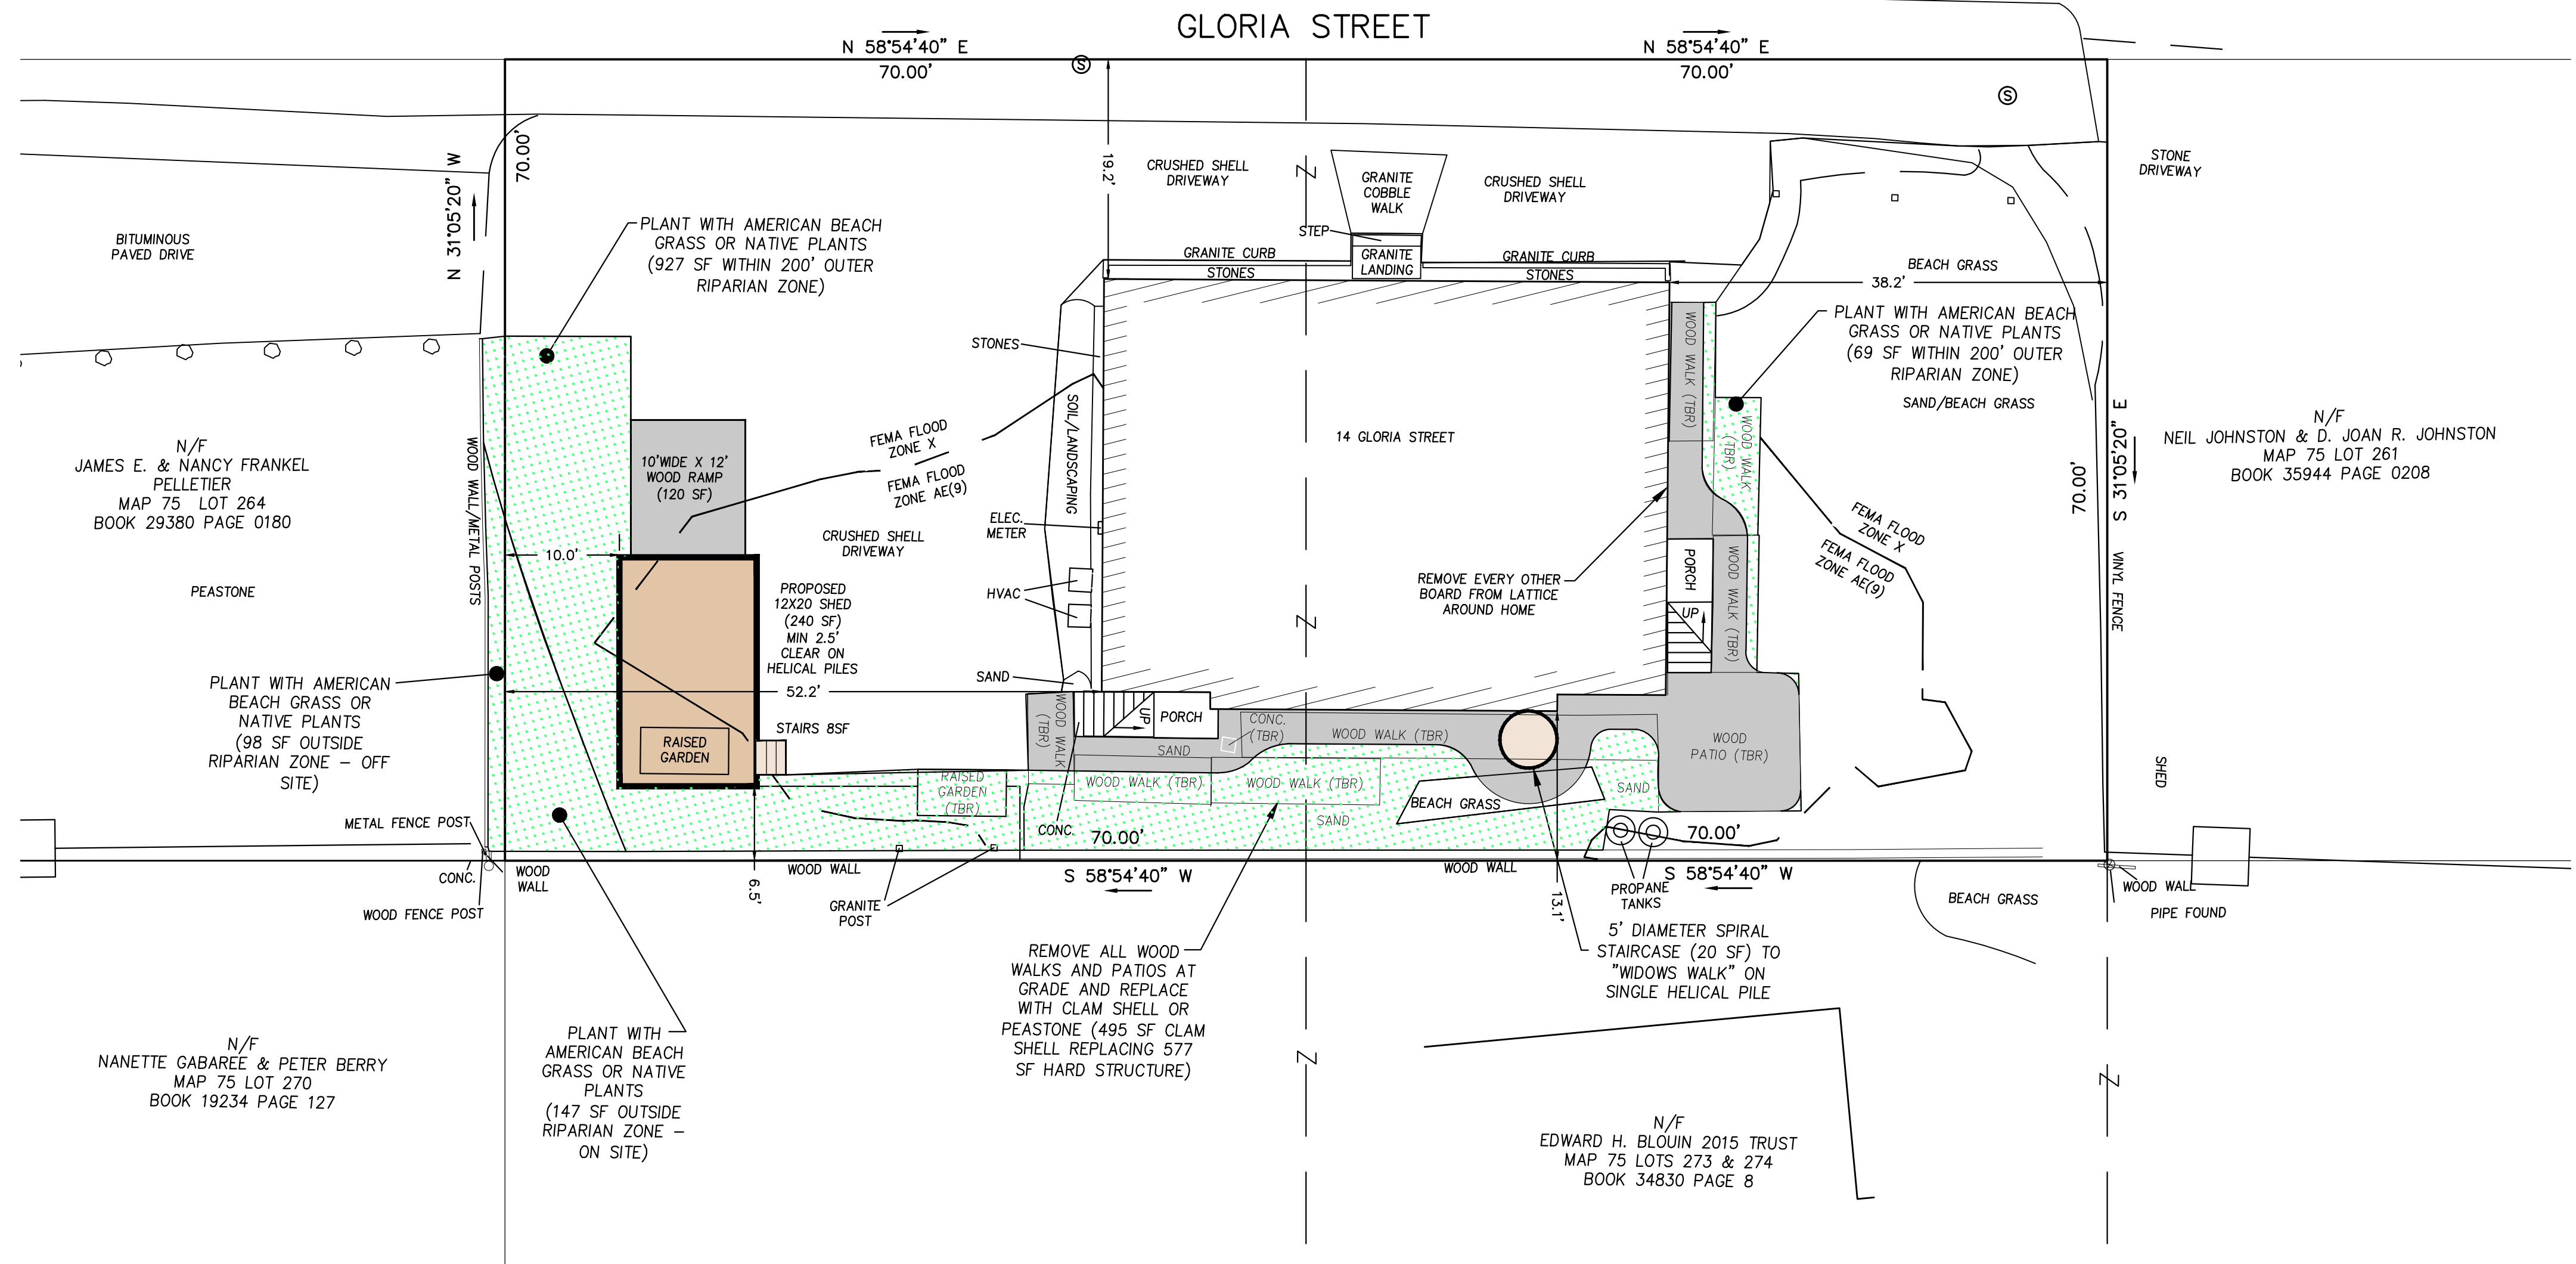 GLORIA STREET
N 58°54'40" E
70.00'
N 58°54'40" E
70.00'
S
S
70.00'
N 31°05'20" W
19.2'
CRUSHED SHELL
DRIVEWAY
GRANITE
COBBLE
WALK
CRUSHED SHELL
DRIVEWAY
STONE
DRIVEWAY
BITUMINOUS
PAVED DRIVE
PLANT WITH AMERICAN BEACH
GRASS OR NATIVE PLANTS
(927 SF WITHIN 200' OUTER
RIPARIAN ZONE)
STEP
GRANITE CURB
STONES
GRANITE
LANDING
GRANITE CURB
STONES
BEACH GRASS
38.2'
PLANT WITH AMERICAN BEACH
GRASS OR NATIVE PLANTS
(69 SF WITHIN 200' OUTER
RIPARIAN ZONE)
SAND/BEACH GRASS
STONES
SOIL/LANDSCAPING
WOOD WALK (TBR)
WOOD WALK
(TBR)
14 GLORIA STREET
FEMA FLOOD
ZONE X
FEMA FLOOD
ZONE AE(9)
N/F
JAMES E. & NANCY FRANKEL
PELLETIER
MAP 75 LOT 264
BOOK 29380 PAGE 0180
WOOD WALL/METAL POSTS
10'WIDE X 12'
WOOD RAMP
(120 SF)
N/F
NEIL JOHNSTON & D. JOAN R. JOHNSTON
MAP 75 LOT 261
BOOK 35944 PAGE 0208
70.00'
S 31°05'20" E
VINYL FENCE
FEMA FLOOD
ZONE X
FEMA FLOOD
ZONE AE(9)
ELEC.
METER
CRUSHED SHELL
DRIVEWAY
10.0'
HVAC
PEASTONE
PROPOSED
12X20 SHED
(240 SF)
MIN 2.5'
CLEAR ON
HELICAL PILES
REMOVE EVERY OTHER
BOARD FROM LATTICE
AROUND HOME
PORCH
UP
WOOD WALK (TBR)
SAND
52.2'
PLANT WITH AMERICAN
BEACH GRASS OR
NATIVE PLANTS
(98 SF OUTSIDE
RIPARIAN ZONE – OFF
SITE)
STAIRS 8SF
RAISED
GARDEN
WOOD WALK
(TBR)
UP
PORCH
SAND
CONC.
(TBR)
WOOD WALK (TBR)
WOOD
PATIO (TBR)
SHED
RAISED
GARDEN
(TBR)
WOOD WALK (TBR)
WOOD WALK (TBR)
BEACH GRASS
SAND
SAND
CONC.
70.00'
70.00'
METAL FENCE POST
CONC.
WOOD
WALL
WOOD FENCE POST
6.5'
WOOD WALL
GRANITE
POST
S 58°54'40" W
WOOD WALL
13.1'
PROPANE
TANKS
S 58°54'40" W
BEACH GRASS
WOOD WALL
PIPE FOUND
REMOVE ALL WOOD
WALKS AND PATIOS AT
GRADE AND REPLACE
WITH CLAM SHELL OR
PEASTONE (495 SF CLAM
SHELL REPLACING 577
SF HARD STRUCTURE)
5' DIAMETER SPIRAL
STAIRCASE (20 SF) TO
"WIDOWS WALK" ON
SINGLE HELICAL PILE
PLANT WITH
AMERICAN BEACH
GRASS OR NATIVE
PLANTS
(147 SF OUTSIDE
RIPARIAN ZONE –
ON SITE)
N/F
NANETTE GABAREE & PETER BERRY
MAP 75 LOT 270
BOOK 19234 PAGE 127
N/F
EDWARD H. BLOUIN 2015 TRUST
MAP 75 LOTS 273 & 274
BOOK 34830 PAGE 8